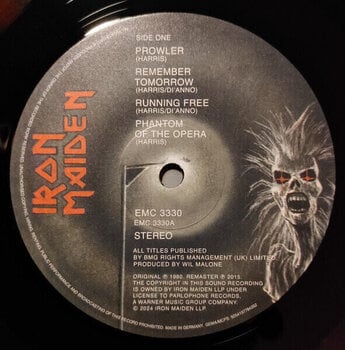 SIDE ONE
PROWLER
(HARRIS)
REMEMBER
TOMORROW
(HARRIS/DI'ANNO)
RUNNING FREE
(HARRIS/DI'ANNO)
PHANTOM
OF THE OPERA
(HARRIS)
IRON
MAIDEN
EMC 3330
EMC 3330A
STEREO
ALL TITLES PUBLISHED
BY BMG RIGHTS MANAGEMENT (UK) LIMITED.
PRODUCED BY WIL MALONE
ORIGINAL ℗ 1980. REMASTER ℗ 2015.
THE COPYRIGHT IN THIS SOUND RECORDING
IS OWNED BY IRON MAIDEN LLP UNDER
LICENSE TO PARLOPHONE RECORDS,
A WARNER MUSIC GROUP COMPANY.
© 2024 IRON MAIDEN LLP.